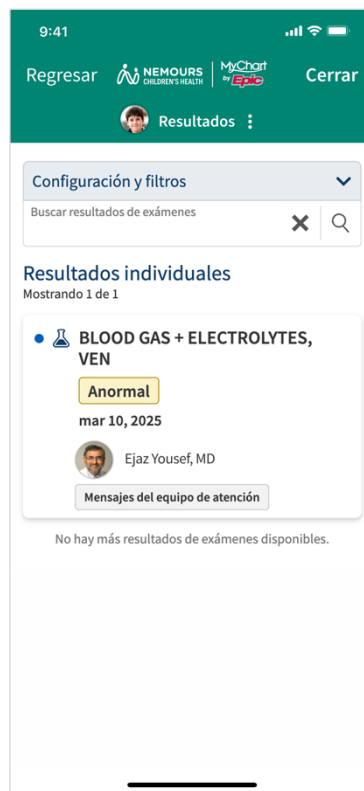 9:41
Regresar NEMOURS CHILDREN'S HEALTH MyChart by Epic Cerrar
Resultados
Configuración y filtros
Buscar resultados de exámenes
Resultados individuales
Mostrando 1 de 1
BLOOD GAS + ELECTROLYTES,
VEN
Anormal
mar 10, 2025
Ejaz Yousef, MD
Mensajes del equipo de atención
No hay más resultados de exámenes disponibles.